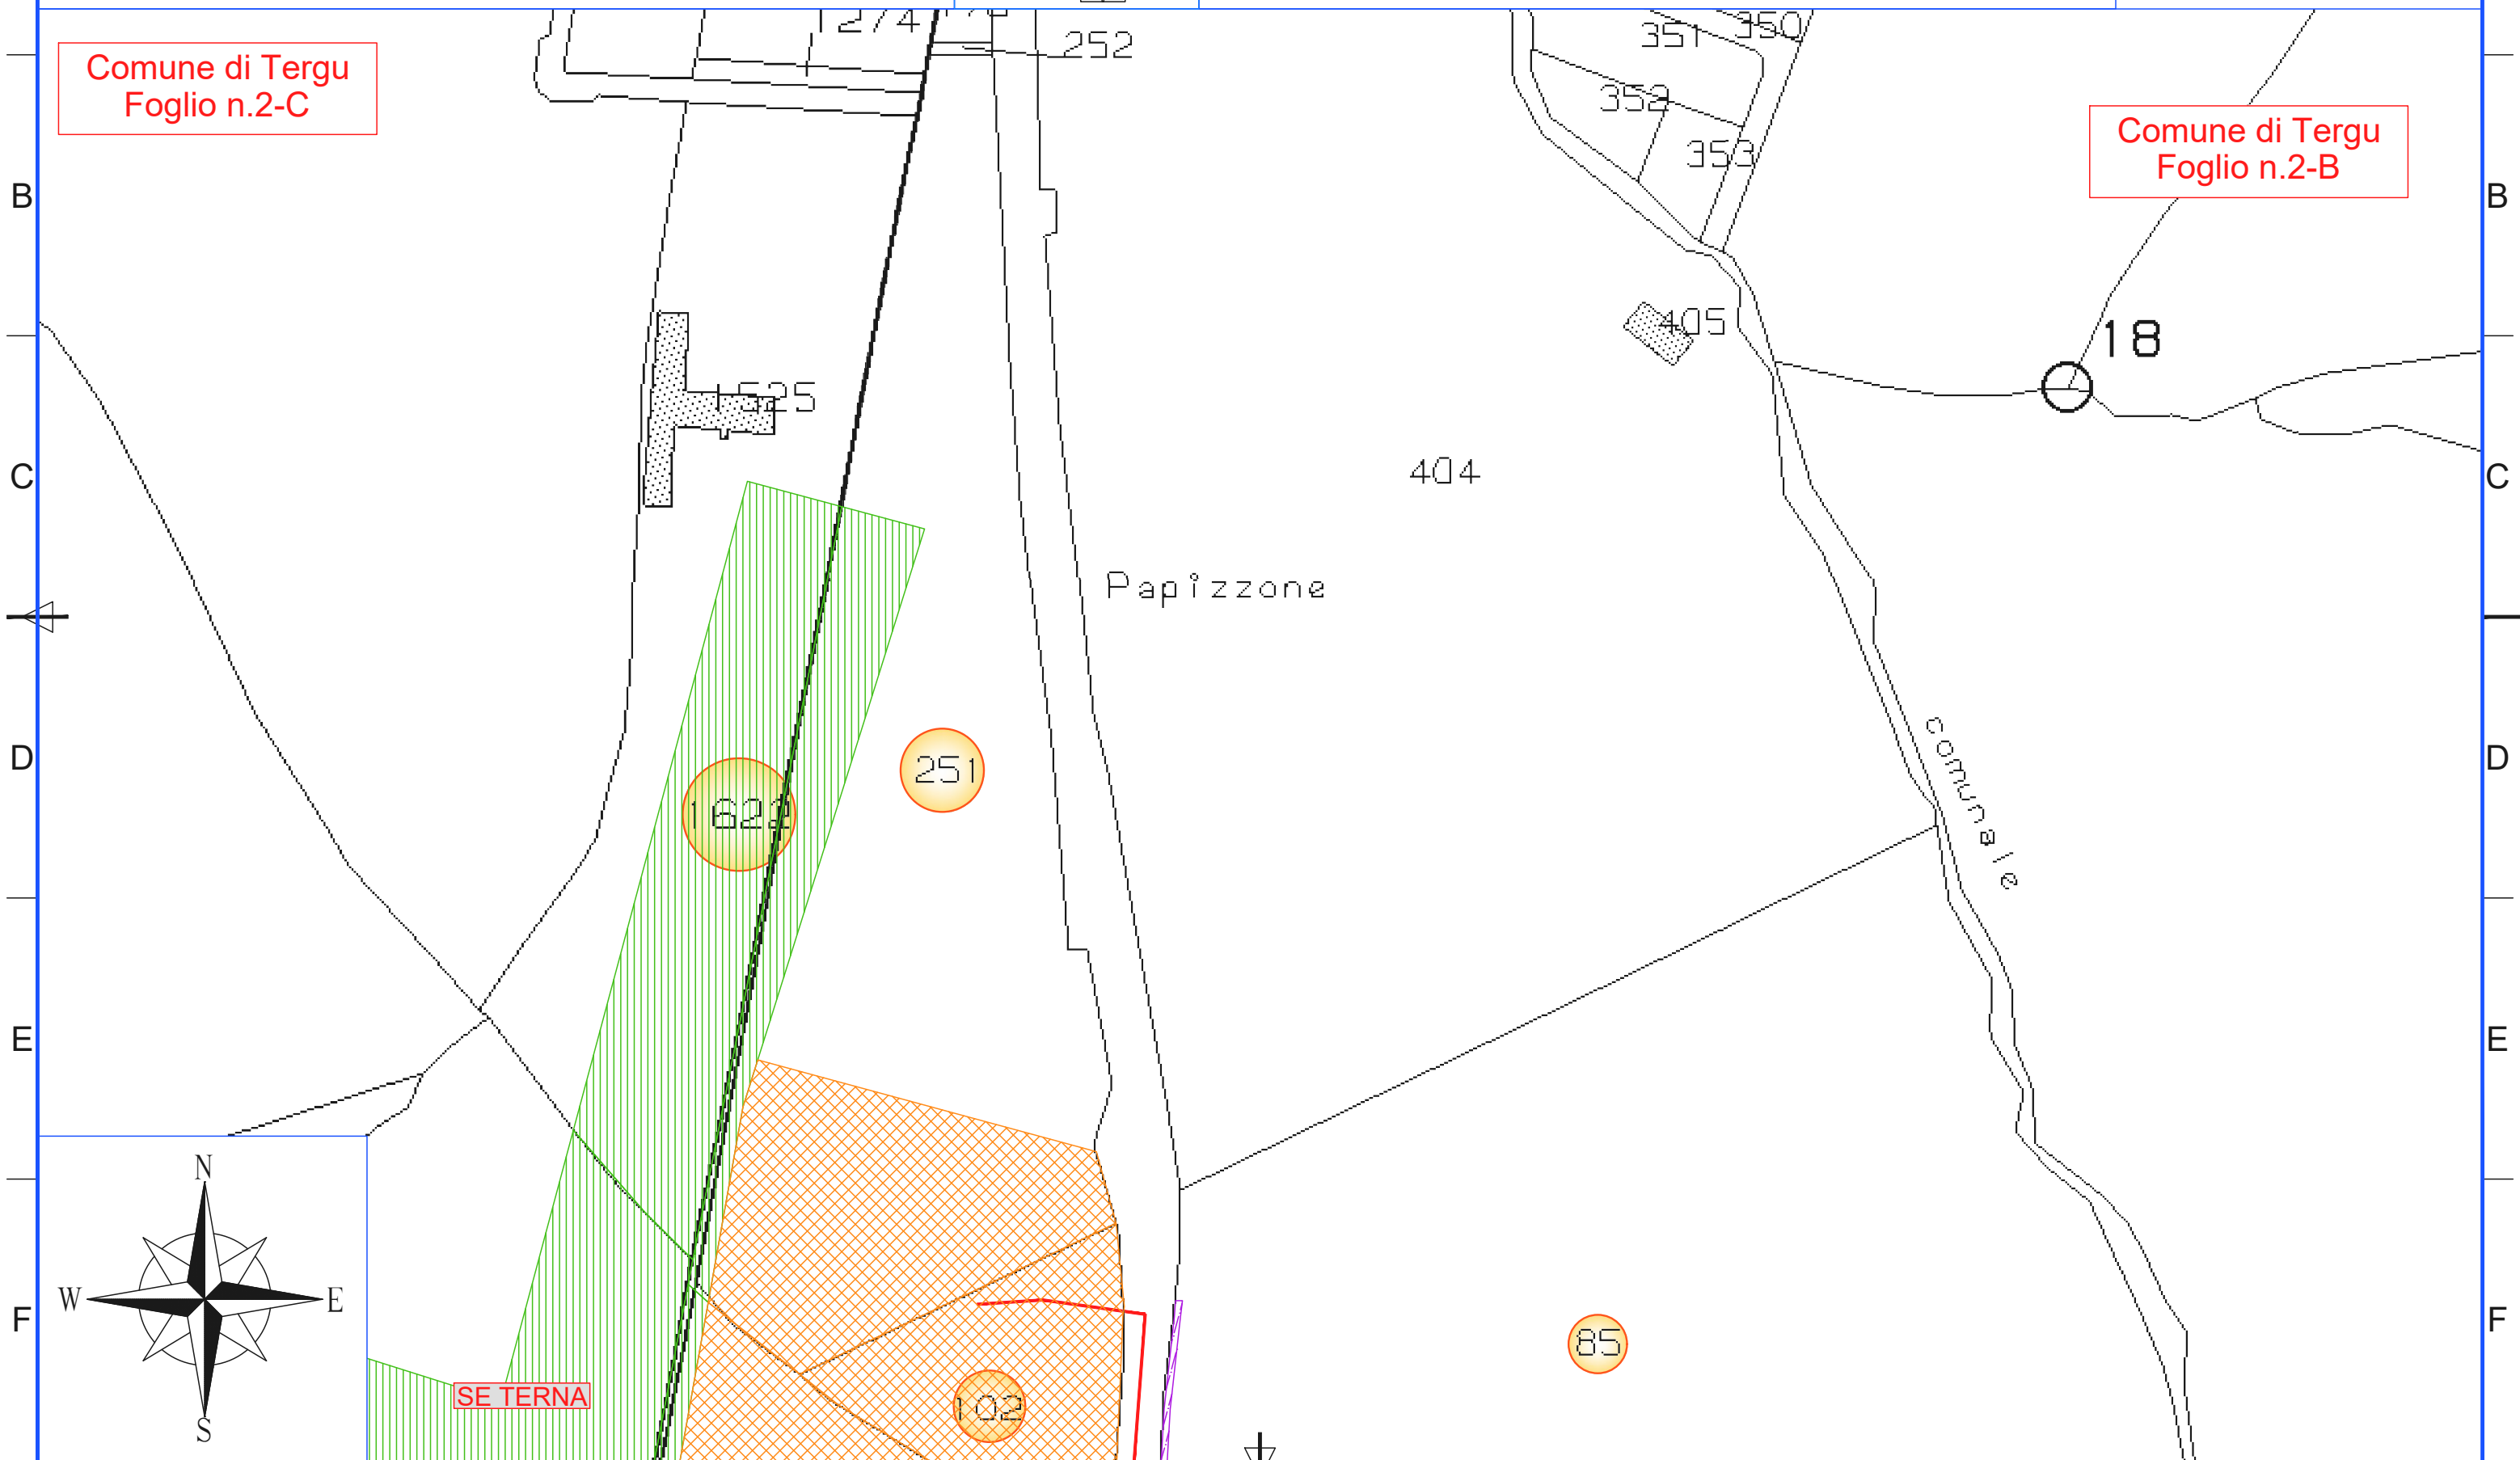 252
351
350
Comune di Tergu
Foglio n.2-C
352
Comune di Tergu
Foglio n.2-B
353
B
B
405
18
1525
C
404
C
Papizzone
comunale
D
251
D
1622
E
E
N
W
E
S
F
85
F
SE TERNA
102